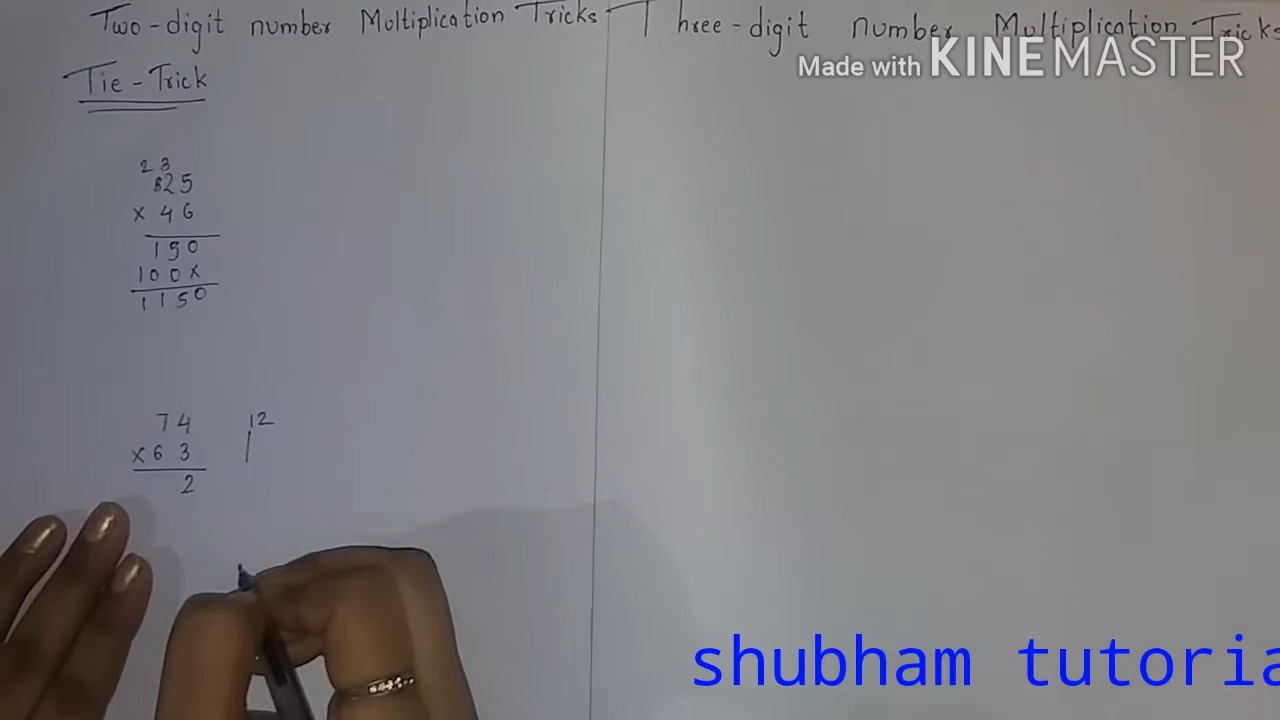 Two-digit number Multiplication Tricks
Three-digit number Multiplication Tricks
Made with KINEMASTER
Tie-Trick
2 3
25
× 46
150
100×
1150
74
×63
2
12
1
shubham tutoria